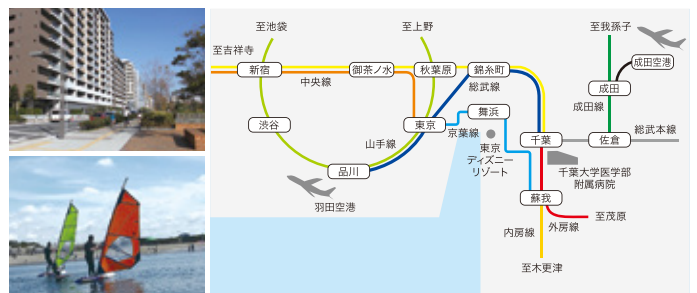 至池袋
至上野
至我孫子
至吉祥寺
新宿
御茶ノ水
秋葉原
錦糸町
成田空港
中央線
総武線
成田
成田線
舞浜
渋谷
東京
京葉線
総武本線
山手線
東京
ディズニー
リゾート
千葉
佐倉
品川
千葉大学医学部
附属病院
羽田空港
蘇我
至茂原
内房線
外房線
至木更津